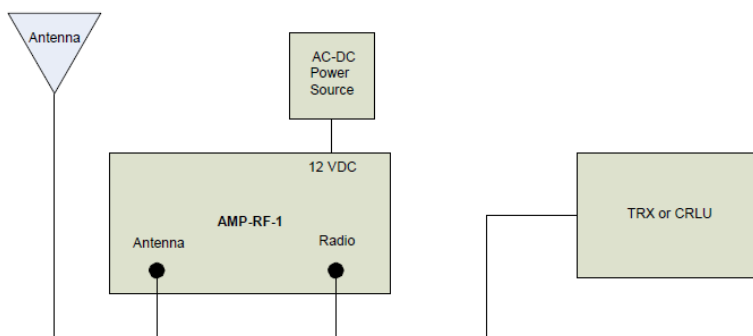 Antenna
AC-DC
Power
Source
12 VDC
AMP-RF-1
Antenna
Radio
TRX or CRLU